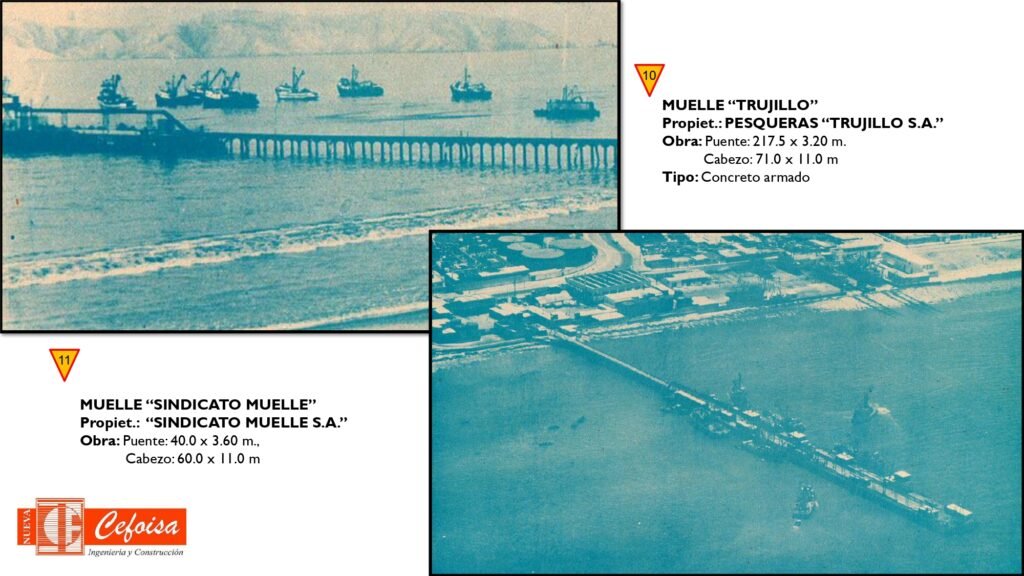 10
MUELLE “TRUJILLO”
Propiet.: PESQUERAS “TRUJILLO S.A.”
Obra: Puente: 217.5 x 3.20 m.
Cabezo: 71.0 x 11.0 m
Tipo: Concreto armado
11
MUELLE “SINDICATO MUELLE”
Propiet.: “SINDICATO MUELLE S.A.”
Obra: Puente: 40.0 x 3.60 m.,
Cabezo: 60.0 x 11.0 m
NUEVA
Cefoisa
Ingeniería y Construcción